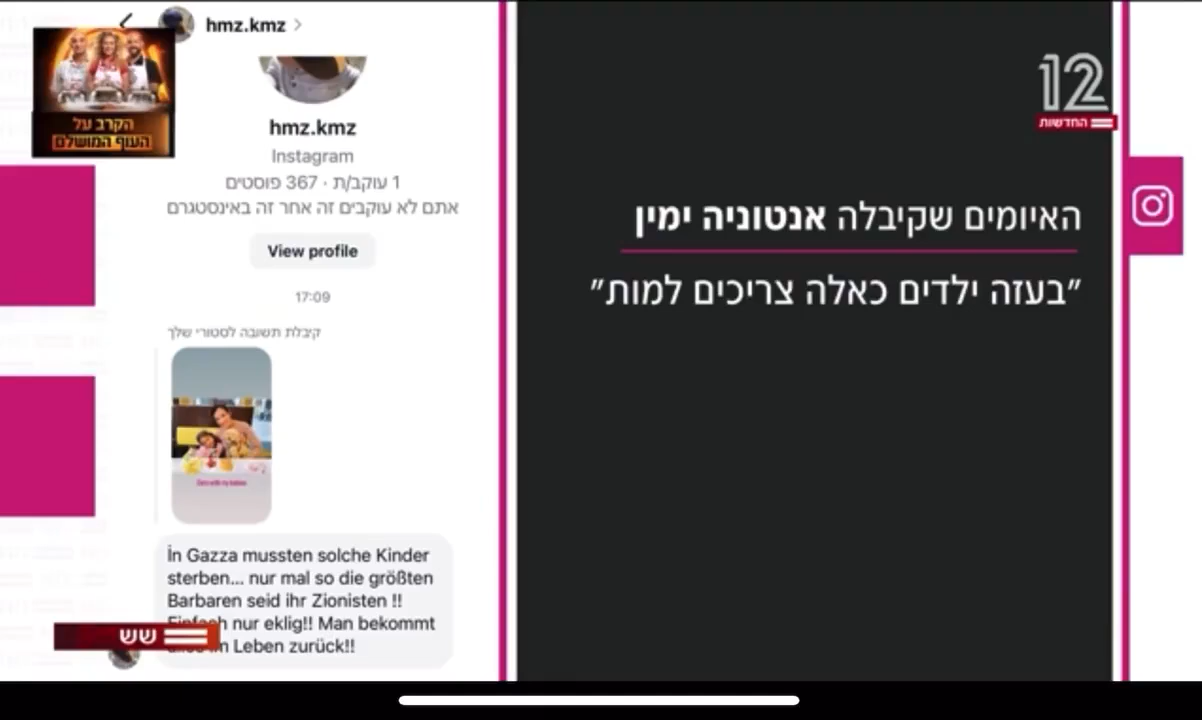 hmz.kmz
הקרב על
העוף המושלם
hmz.kmz
Instagram
1 עוקב/ת · 367 פוסטים
אתם לא עוקבים זה אחר זה באינסטגרם
View profile
17:09
קיבלת תשובה לסטורי שלך
İn Gazza mussten solche Kinder
sterben... nur mal so die größten
Barbaren seid ihr Zionisten !!
Einfach nur eklig!! Man bekommt
im Leben zurück!!
שש
12
החדשות
האיומים שקיבלה אנטוניה ימין
"בעזה ילדים כאלה צריכים למות"